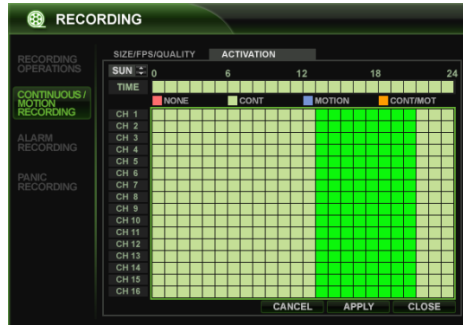 RECORDING
SIZE/FPS/QUALITY ACTIVATION
RECORDING
OPERATIONS
CONTINUOUS /
MOTION
RECORDING
ALARM
RECORDING
PANIC
RECORDING
SUN 0 6 12 18 24
TIME
NONE CONT MOTION CONT/MOT
CH 1
CH 2
CH 3
CH 4
CH 5
CH 6
CH 7
CH 8
CH 9
CH 10
CH 11
CH 12
CH 13
CH 14
CH 15
CH 16
CANCEL APPLY CLOSE